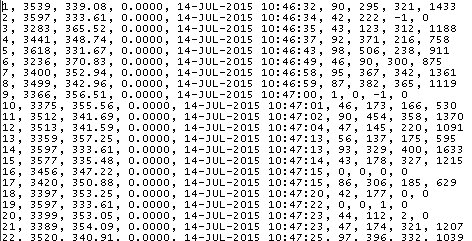 1, 3539, 339.08, 0.0000, 14-JUL-2015 10:46:32, 90, 295, 321, 1433
2, 3597, 333.61, 0.0000, 14-JUL-2015 10:46:34, 42, 222, -1, 0
3, 3283, 365.52, 0.0000, 14-JUL-2015 10:46:35, 43, 123, 312, 1188
4, 3441, 348.74, 0.0000, 14-JUL-2015 10:46:37, 92, 371, 216, 758
5, 3618, 331.67, 0.0000, 14-JUL-2015 10:46:43, 98, 506, 238, 911
6, 3236, 370.83, 0.0000, 14-JUL-2015 10:46:49, 46, 90, 300, 875
7, 3400, 352.94, 0.0000, 14-JUL-2015 10:46:58, 95, 367, 342, 1361
8, 3499, 342.96, 0.0000, 14-JUL-2015 10:46:59, 87, 382, 365, 1119
9, 3366, 356.51, 0.0000, 14-JUL-2015 10:47:00, 1, 0, -1, 0
10, 3375, 355.56, 0.0000, 14-JUL-2015 10:47:01, 46, 173, 166, 530
11, 3512, 341.69, 0.0000, 14-JUL-2015 10:47:02, 90, 454, 358, 1370
12, 3513, 341.59, 0.0000, 14-JUL-2015 10:47:04, 47, 145, 220, 1091
13, 3359, 357.25, 0.0000, 14-JUL-2015 10:47:13, 56, 137, 175, 595
14, 3597, 333.61, 0.0000, 14-JUL-2015 10:47:13, 93, 329, 400, 1633
15, 3577, 335.48, 0.0000, 14-JUL-2015 10:47:14, 43, 178, 327, 1215
16, 3456, 347.22, 0.0000, 14-JUL-2015 10:47:15, 0, 0, 1, 0
17, 3420, 350.88, 0.0000, 14-JUL-2015 10:47:15, 86, 306, 185, 629
18, 3397, 353.25, 0.0000, 14-JUL-2015 10:47:20, 42, 177, 0, 0
19, 3597, 333.61, 0.0000, 14-JUL-2015 10:47:22, 0, 0, 1, 0
20, 3399, 353.05, 0.0000, 14-JUL-2015 10:47:23, 44, 112, 2, 0
21, 3389, 354.09, 0.0000, 14-JUL-2015 10:47:23, 47, 174, 321, 1207
22, 3520, 340.91, 0.0000, 14-JUL-2015 10:47:25, 97, 396, 332, 1039